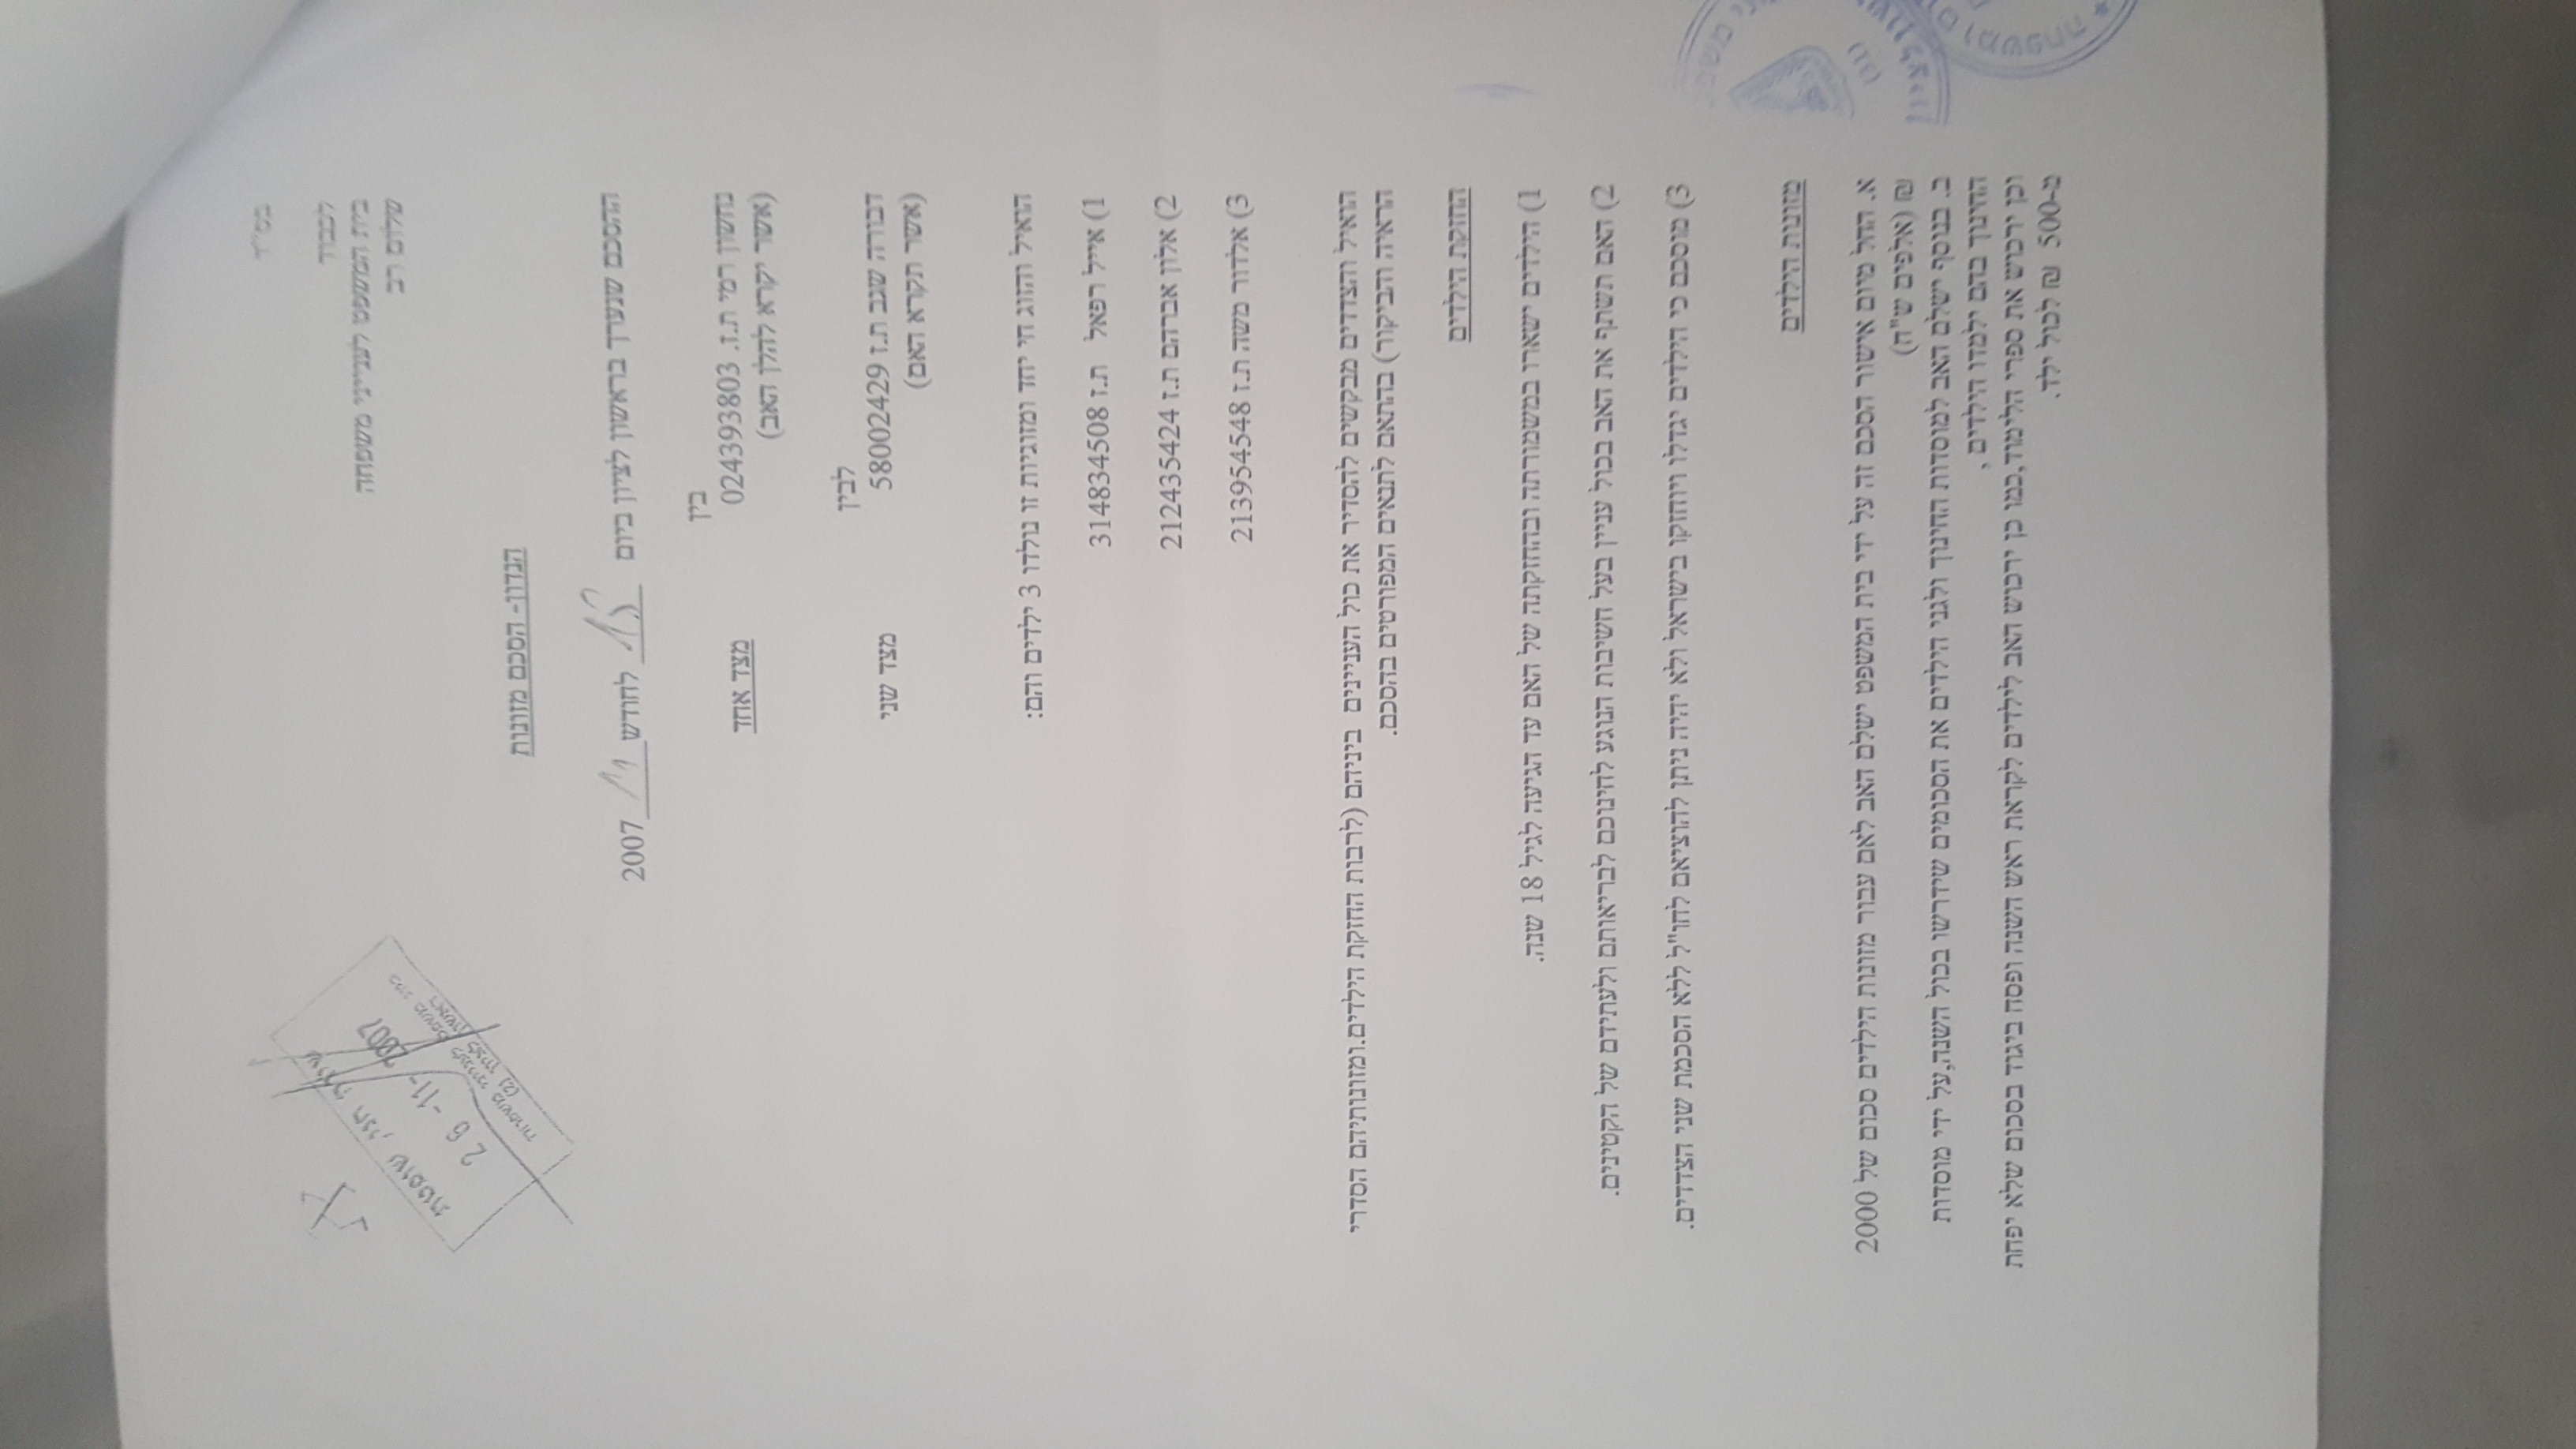 בס"ד
לכבוד
בית המשפט לענייני משפחה
שלום רב
שירה חני, שופטת
26 -11- 2007
בית משפט לענייני משפחה
ראשון לציון (2)
הנדון- הסכם מזונות
ההסכם שנערך בראשון לציון ביום 18 לחודש 11 2007
בין
נחשון רמי ת.ז. 024393803 מצד אחד
(אשר יקרא להלן האב)
לבין
דבורה שגב ת.ז 58002429 מצד שני
(אשר תקרא האם)
הואיל והזוג חי יחד ומזוגיות זו נולדו 3 ילדים והם:
1) אייל רפאל ת.ז 314834508
2) אלון אברהם ת.ז 212435424
3) אלדור משה ת.ז 213954548
הואיל והצדדים מבקשים להסדיר את כול העניינים ביניהם (לרבות החזקת הילדים.ומזונותיהם הסדרי
הראיה והביקור) בהתאם לתנאים המפורטים בהסכם.
החזקת הילדים
1) הילדים ישארו במשמורתה ובהחזקתה של האם עד הגיעה לגיל 18 שנה.
2) האם תשתף את האב בכול עניין בעל חשיבות הנוגע לחינוכם לבריאותם ולעתידם של הקטינים.
3) מוסכם כי הילדים יגדלו ויוחזקו בישראל ולא יהיה ניתן להוציאם לחו"ל ללא הסכמת שני הצדדים.
מזונות הילדים
א. החל מיום אישור הסכם זה על ידי בית המשפט ישלם האב לאם עבור מזונות הילדים סכום של 2000
₪ (אלפים ש"ח)
ב. בנוסף ישלם האב למוסדות החינוך ולגני הילדים את הסכומים שידרשו בכול השנה,על ידי מוסדות
החינוך בהם ילמדו הילדים ,
וכן ירכוש את ספרי הלימוד,כמו כן ירכוש האב לילדים לקראת ראש השנה ופסח ביגוד בסכום שלא יפחת
מ-500 ₪ לכול ילד.